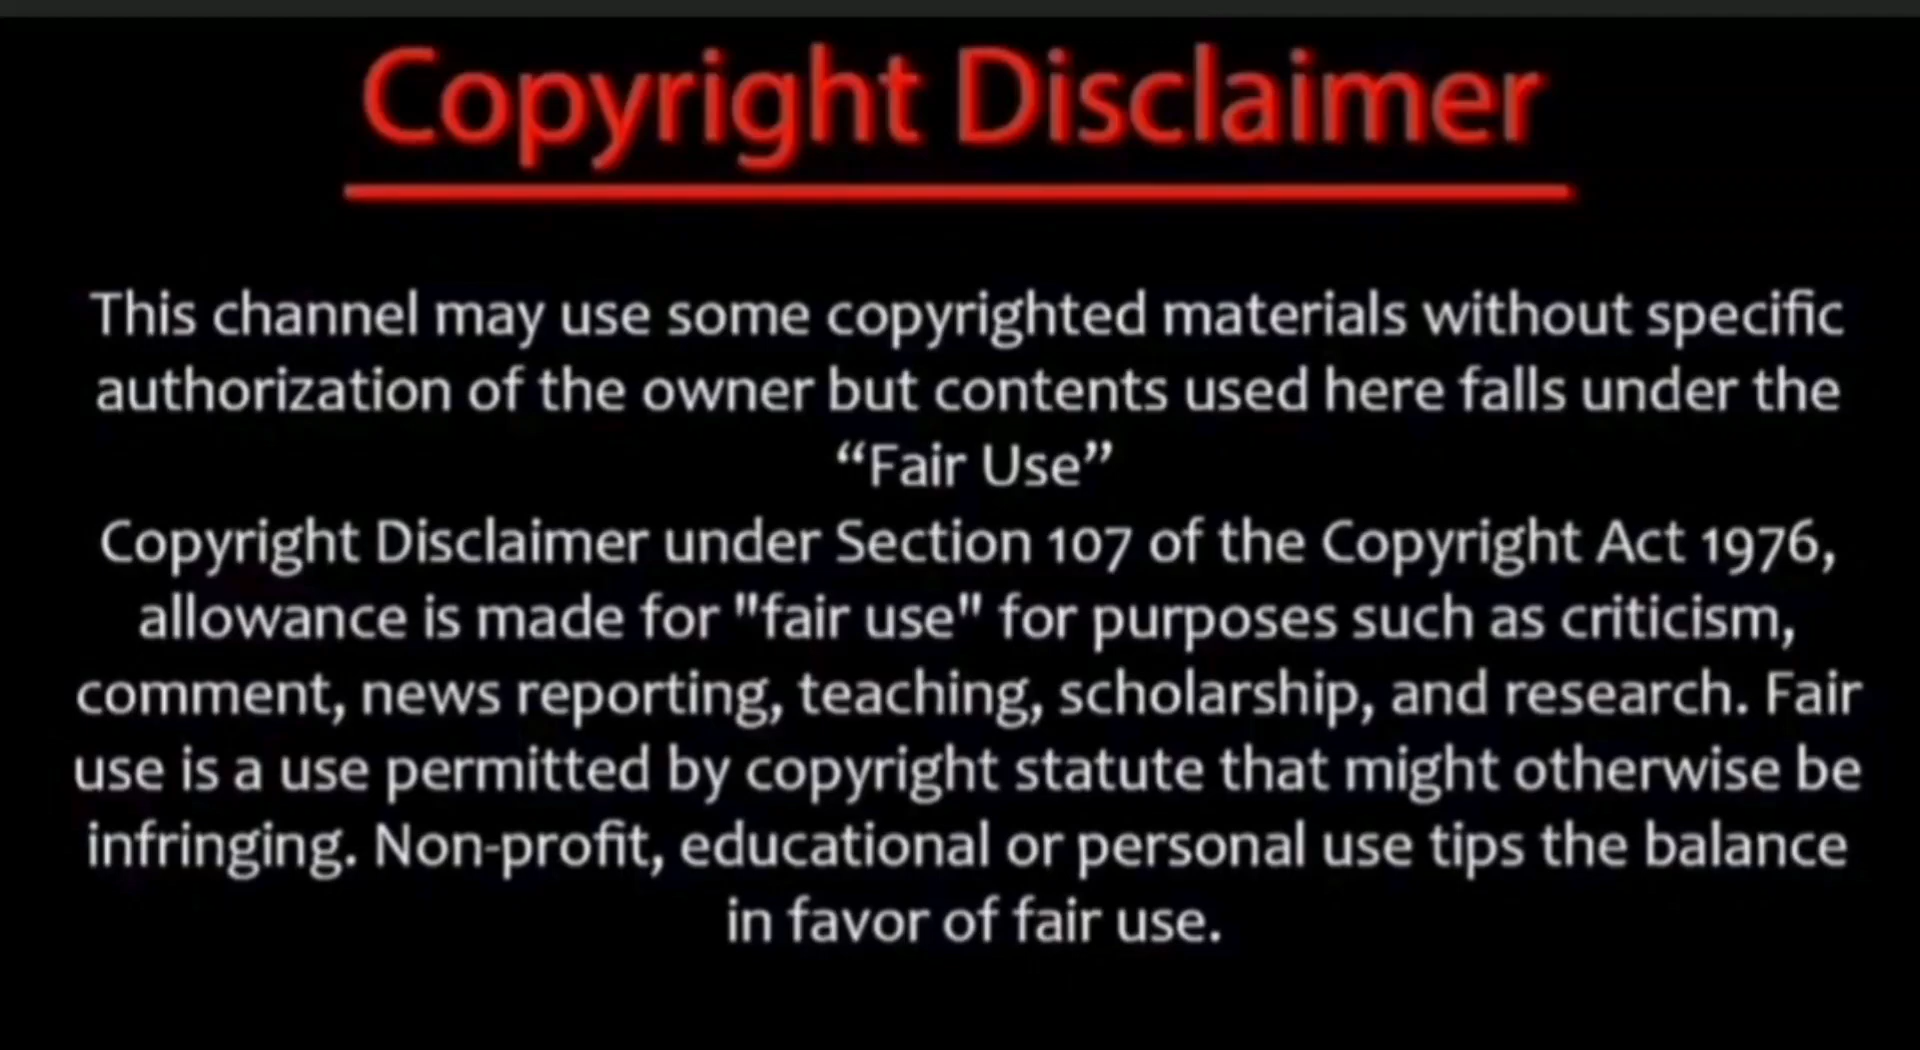 Copyright Disclaimer
This channel may use some copyrighted materials without specific
authorization of the owner but contents used here falls under the
“Fair Use”
Copyright Disclaimer under Section 107 of the Copyright Act 1976,
allowance is made for "fair use" for purposes such as criticism,
comment, news reporting, teaching, scholarship, and research. Fair
use is a use permitted by copyright statute that might otherwise be
infringing. Non-profit, educational or personal use tips the balance
in favor of fair use.